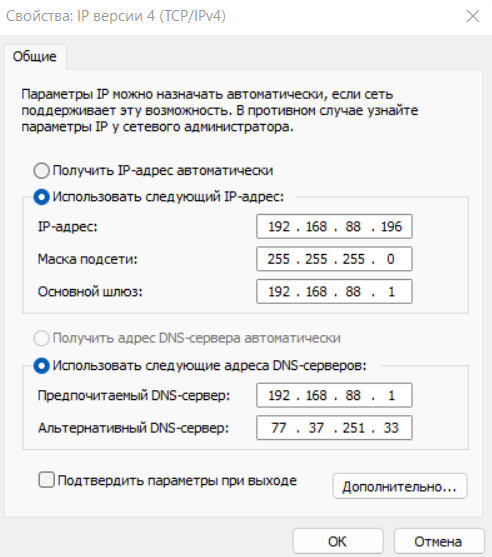 Свойства: IP версии 4 (TCP/IPv4)
Общие
Параметры IP можно назначать автоматически, если сеть
поддерживает эту возможность. В противном случае узнайте
параметры IP у сетевого администратора.
Получить IP-адрес автоматически
Использовать следующий IP-адрес:
IP-адрес: 192 . 168 . 88 . 196
Маска подсети: 255 . 255 . 255 . 0
Основной шлюз: 192 . 168 . 88 . 1
Получить адрес DNS-сервера автоматически
Использовать следующие адреса DNS-серверов:
Предпочитаемый DNS-сервер: 192 . 168 . 88 . 1
Альтернативный DNS-сервер: 77 . 37 . 251 . 33
Подтвердить параметры при выходе
Дополнительно...
ОК Отмена